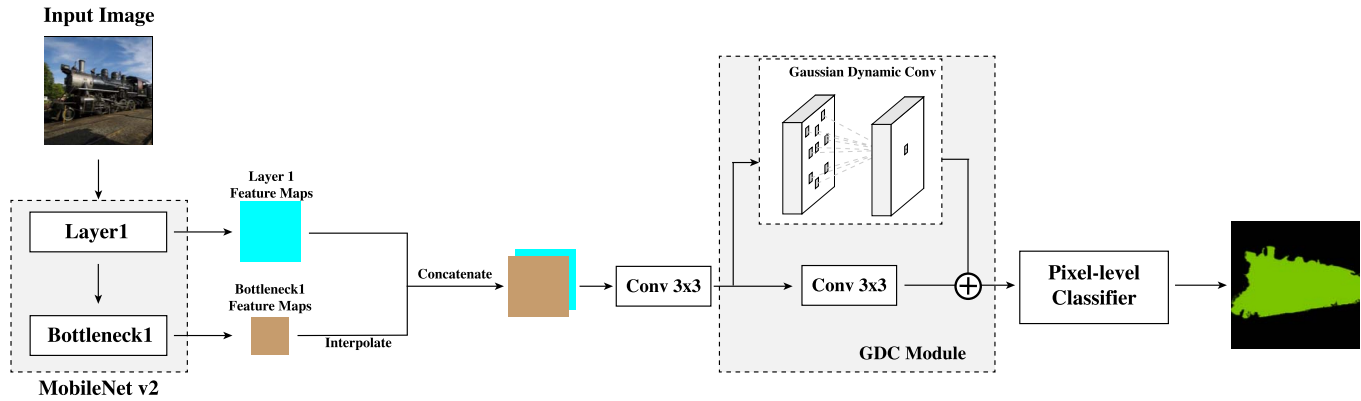 Input Image
Layer1
Bottleneck1
MobileNet v2
Layer 1
Feature Maps
Bottleneck1
Feature Maps
Interpolate
Concatenate
Conv 3x3
Gaussian Dynamic Conv
Conv 3x3
GDC Module
Pixel-level
Classifier